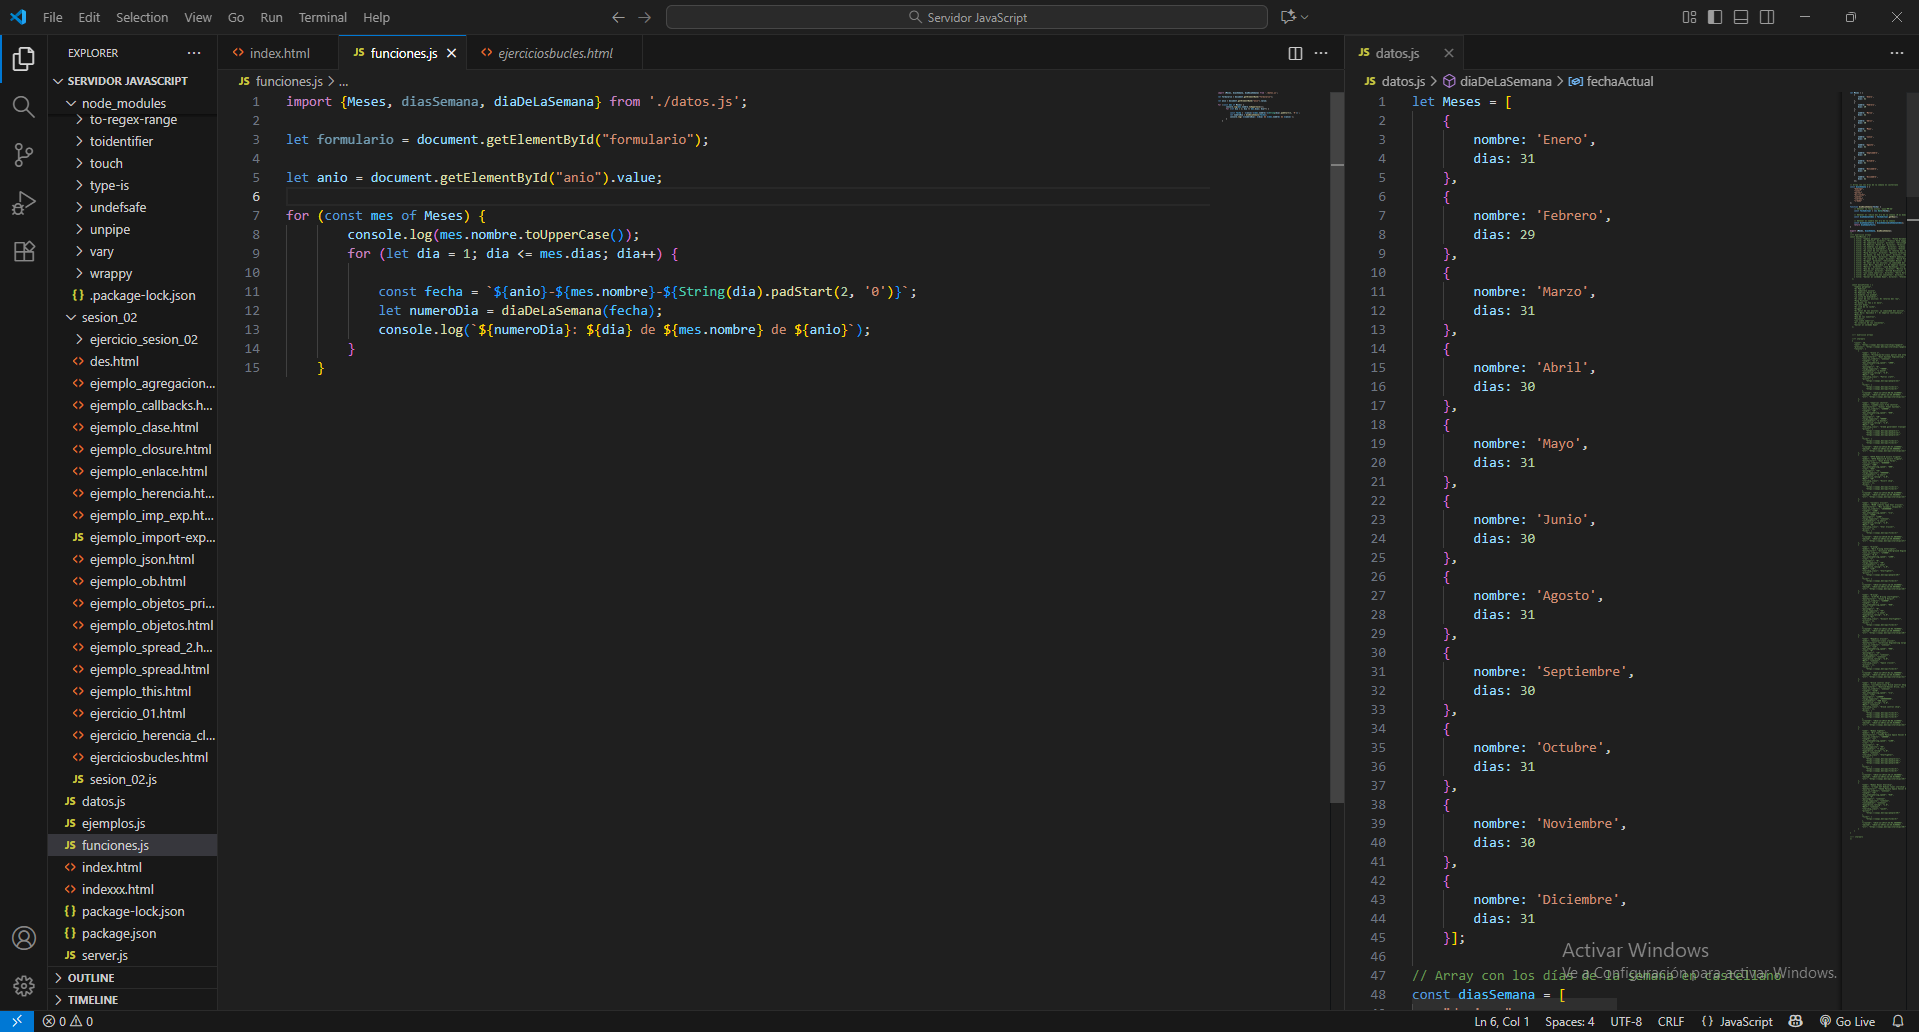 File Edit Selection View Go Run Terminal Help
Servidor JavaScript
EXPLORER
SERVIDOR JAVASCRIPT
node_modules
to-regex-range
toidentifier
touch
type-is
undefsafe
unpipe
vary
wrappy
{} .package-lock.json
sesion_02
ejercicio_sesion_02
des.html
ejemplo_agregacion...
ejemplo_callbacks.h...
ejemplo_clase.html
ejemplo_closure.html
ejemplo_enlace.html
ejemplo_herencia.ht...
ejemplo_imp_exp.ht...
JS ejemplo_import-exp...
ejemplo_json.html
ejemplo_ob.html
ejemplo_objetos_pri...
ejemplo_objetos.html
ejemplo_spread_2.h...
ejemplo_spread.html
ejemplo_this.html
ejercicio_01.html
ejercicio_herencia_cl...
ejerciciosbucles.html
JS sesion_02.js
JS datos.js
JS ejemplos.js
JS funciones.js
index.html
indexxx.html
{} package-lock.json
{} package.json
JS server.js
OUTLINE
TIMELINE
index.html JS funciones.js ejerciciosbucles.html
JS funciones.js > ...
1 import {Meses, diasSemana, diaDeLaSemana} from './datos.js';
2
3 let formulario = document.getElementById("formulario");
4
5 let anio = document.getElementById("anio").value;
6
7 for (const mes of Meses) {
8 console.log(mes.nombre.toUpperCase());
9 for (let dia = 1; dia <= mes.dias; dia++) {
10
11 const fecha = `${anio}-${mes.nombre}-${String(dia).padStart(2, '0')}`;
12 let numeroDia = diaDeLaSemana(fecha);
13 console.log(`${numeroDia}: ${dia} de ${mes.nombre} de ${anio}`);
14 }
15 }
JS datos.js
JS datos.js > diaDeLaSemana > fechaActual
1 let Meses = [
2 {
3 nombre: 'Enero',
4 dias: 31
5 },
6 {
7 nombre: 'Febrero',
8 dias: 29
9 },
10 {
11 nombre: 'Marzo',
12 dias: 31
13 },
14 {
15 nombre: 'Abril',
16 dias: 30
17 },
18 {
19 nombre: 'Mayo',
20 dias: 31
21 },
22 {
23 nombre: 'Junio',
24 dias: 30
25 },
26 {
27 nombre: 'Agosto',
28 dias: 31
29 },
30 {
31 nombre: 'Septiembre',
32 dias: 30
33 },
34 {
35 nombre: 'Octubre',
36 dias: 31
37 },
38 {
39 nombre: 'Noviembre',
40 dias: 30
41 },
42 {
43 nombre: 'Diciembre',
44 dias: 31
45 }];
46
47 // Array con los días de la semana en castellano
48 const diasSemana = [
Activar Windows
Ve a Configuración para activar Windows.
0 0
Ln 6, Col 1 Spaces: 4 UTF-8 CRLF {} JavaScript Go Live